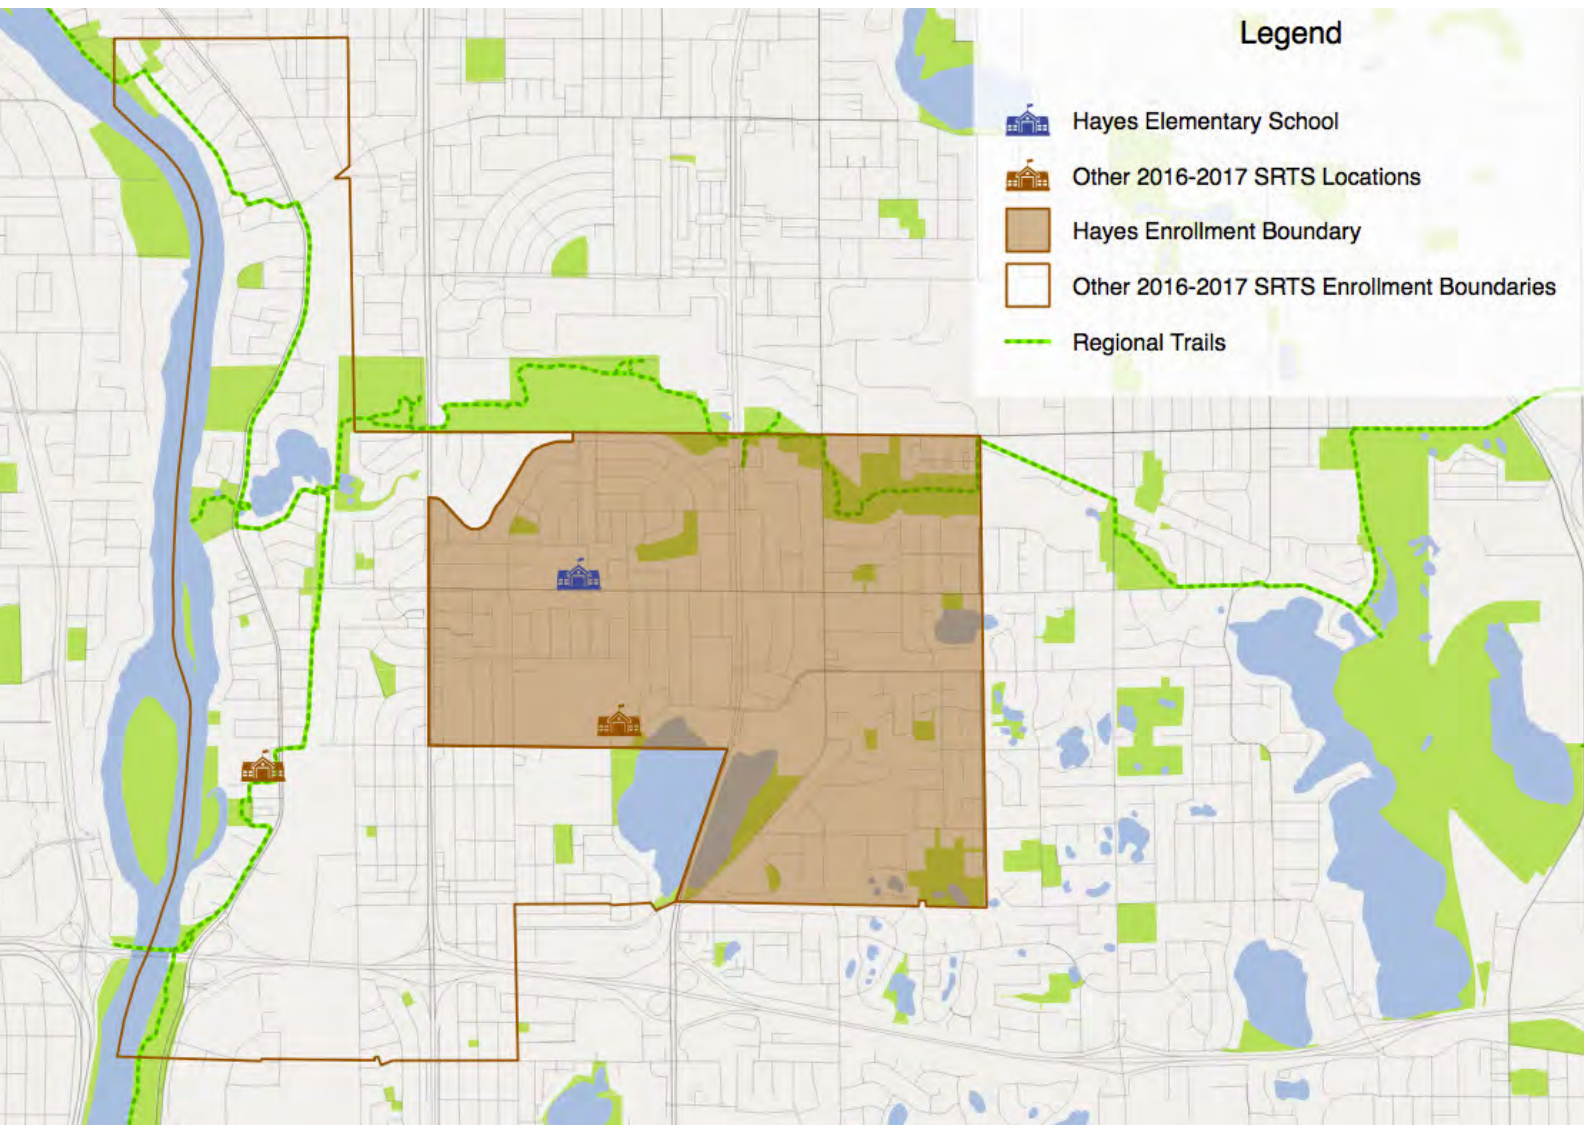 Legend
Hayes Elementary School
Other 2016-2017 SRTS Locations
Hayes Enrollment Boundary
Other 2016-2017 SRTS Enrollment Boundaries
Regional Trails